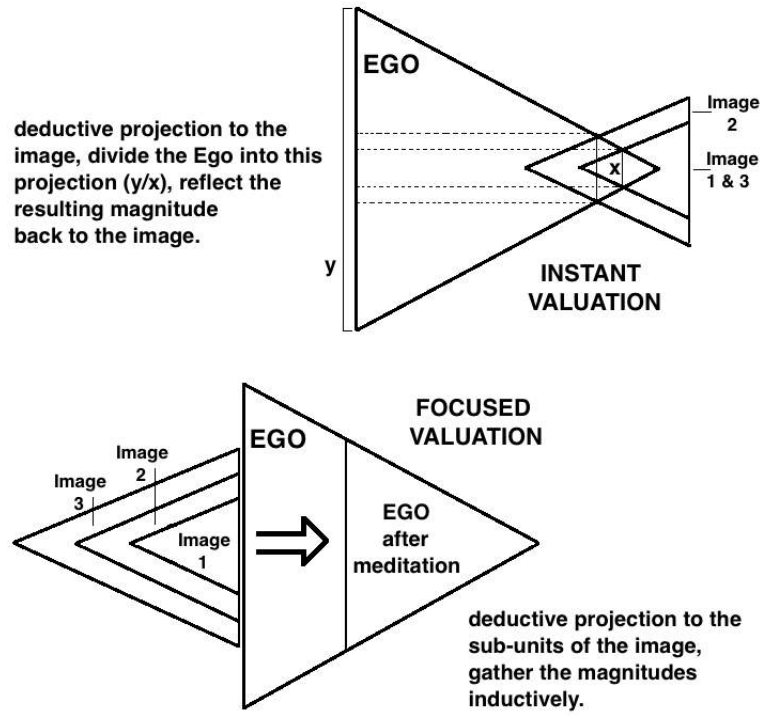 EGO
deductive projection to the
image, divide the Ego into this
projection (y/x), reflect the
resulting magnitude
back to the image.
Image
2
Image
1 & 3
x
y
INSTANT
VALUATION
FOCUSED
VALUATION
EGO
Image
2
Image
3
Image
1
EGO
after
meditation
deductive projection to the
sub-units of the image,
gather the magnitudes
inductively.